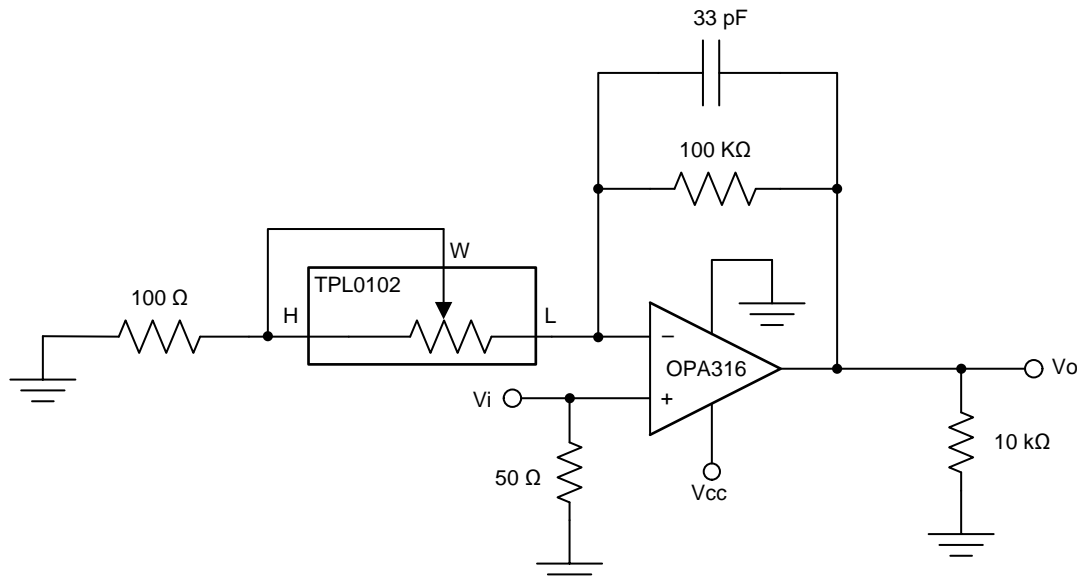 33 pF
100 KΩ
W
TPL0102
100 Ω
H
L
−
OPA316
Vo
Vi
+
10 kΩ
50 Ω
Vcc